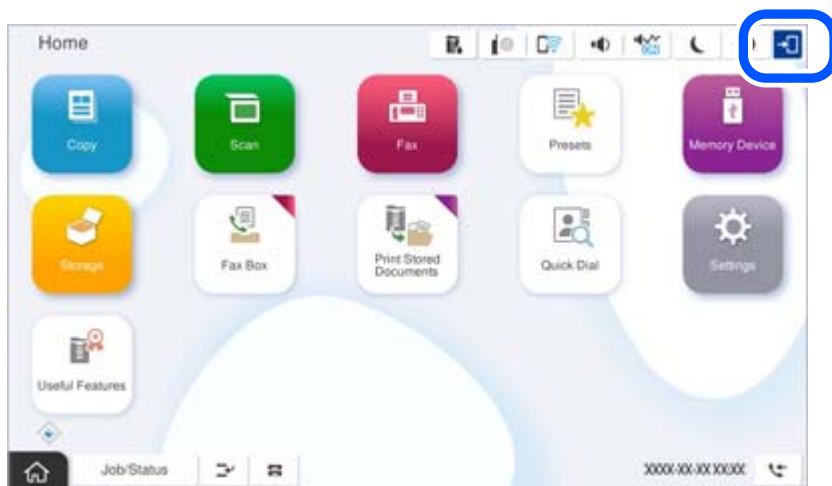 Home
Copy
Scan
Fax
Presets
Memory Device
Storage
Fax Box
Print Stored
Documents
Quick Dial
Settings
Useful Features
Job/Status
XXXX-XX-XX XX:XX